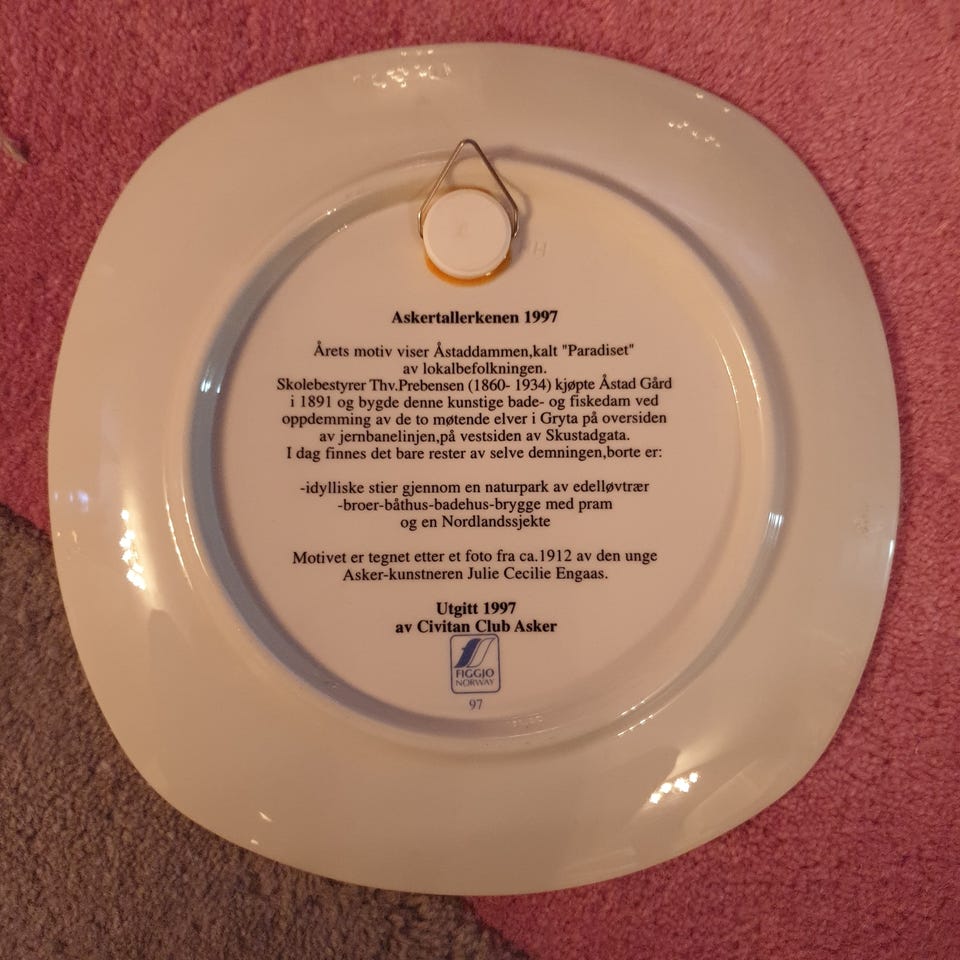 Askertallerkenen 1997
Årets motiv viser Åstaddammen,kalt "Paradiset"
av lokalbefolkningen.
Skolebestyrer Thv.Prebensen (1860- 1934) kjøpte Åstad Gård
i 1891 og bygde denne kunstige bade- og fiskedam ved
oppdemming av de to møtende elver i Gryta på oversiden
av jernbanelinjen,på vestsiden av Skustadgata.
I dag finnes det bare rester av selve demningen,borte er:
-idylliske stier gjennom en naturpark av edelløvtrær
-broer-båthus-badehus-brygge med pram
og en Nordlandssjekte
Motivet er tegnet etter et foto fra ca.1912 av den unge
Asker-kunstneren Julie Cecilie Engaas.
Utgitt 1997
av Civitan Club Asker
FIGGJO
NORWAY
97